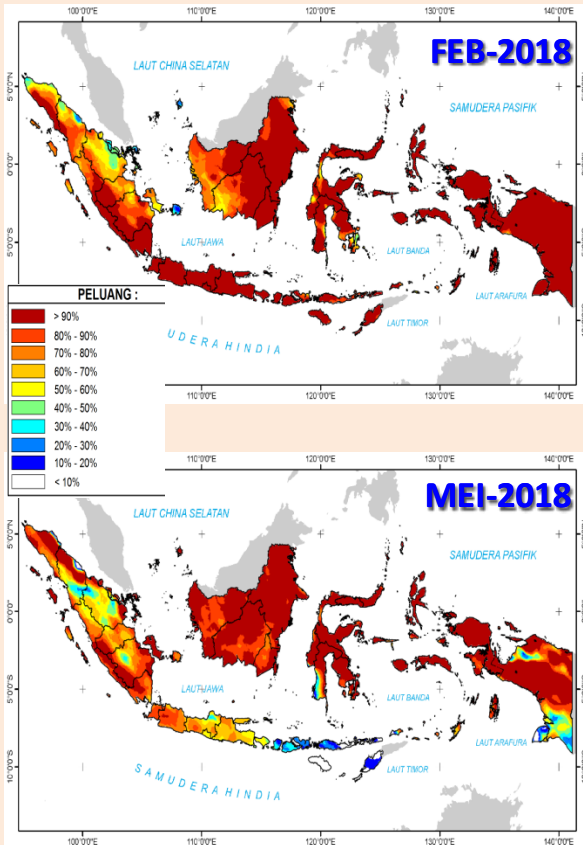 100°0'0"E 110°0'0"E 120°0'0"E 130°0'0"E 140°0'0"E
FEB-2018
LAUT CHINA SELATAN
SAMUDERA PASIFIK
5°0'0"N
0°0'0"
5°0'0"S
10°0'0"S
LAUT JAWA
LAUT BANDA
LAUT ARAFURA
LAUT TIMOR
UDERA HINDIA
PELUANG :
> 90%
80% - 90%
70% - 80%
60% - 70%
50% - 60%
40% - 50%
30% - 40%
20% - 30%
10% - 20%
< 10%
110°0'0"E 120°0'0"E 130°0'0"E 140°0'0"E
100°0'0"E 110°0'0"E 120°0'0"E 130°0'0"E 140°0'0"E
MEI-2018
LAUT CHINA SELATAN
SAMUDERA PASIFIK
5°0'0"N
0°0'0"
5°0'0"S
10°0'0"S
LAUT JAWA
LAUT BANDA
LAUT ARAFURA
LAUT TIMOR
SAMUDERA HINDIA
100°0'0"E 110°0'0"E 120°0'0"E 130°0'0"E 140°0'0"E